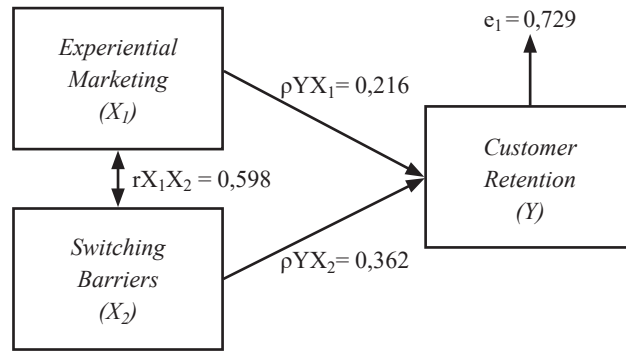 Experiential
Marketing
(X₁)
e₁= 0,729
ρYX₁= 0,216
Customer
Retention
(Y)
rX₁X₂ = 0,598
ρYX₂= 0,362
Switching
Barriers
(X₂)